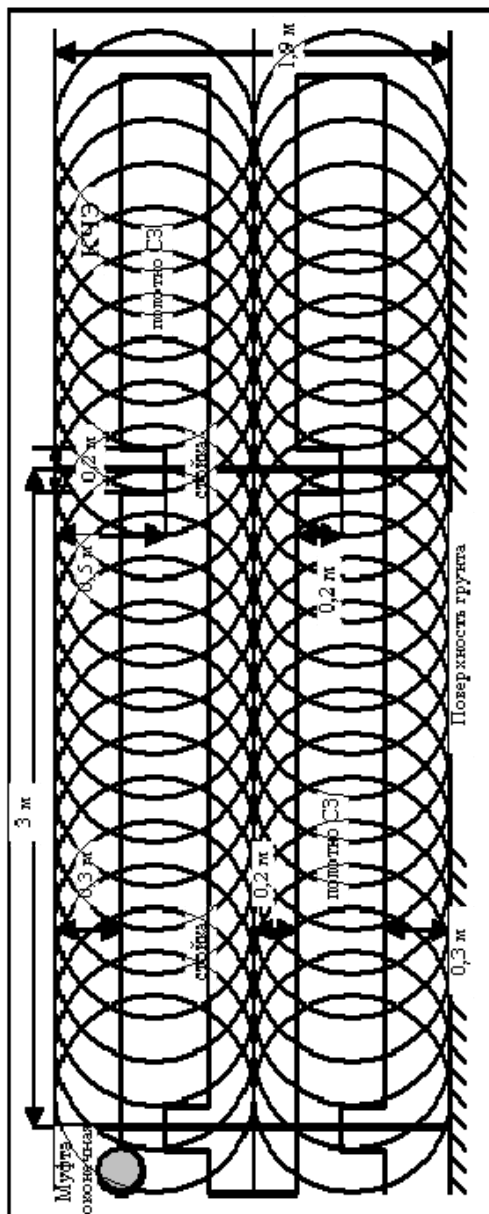 1,9 м
КЧЭ
полотно СЗ
0,2 м
стойка
0,5 м
0,2 м
3 м
Поверхность грунта
0,3 м
0,2 м
полотно СЗ
стойка
0,3 м
Муфта
оконечная